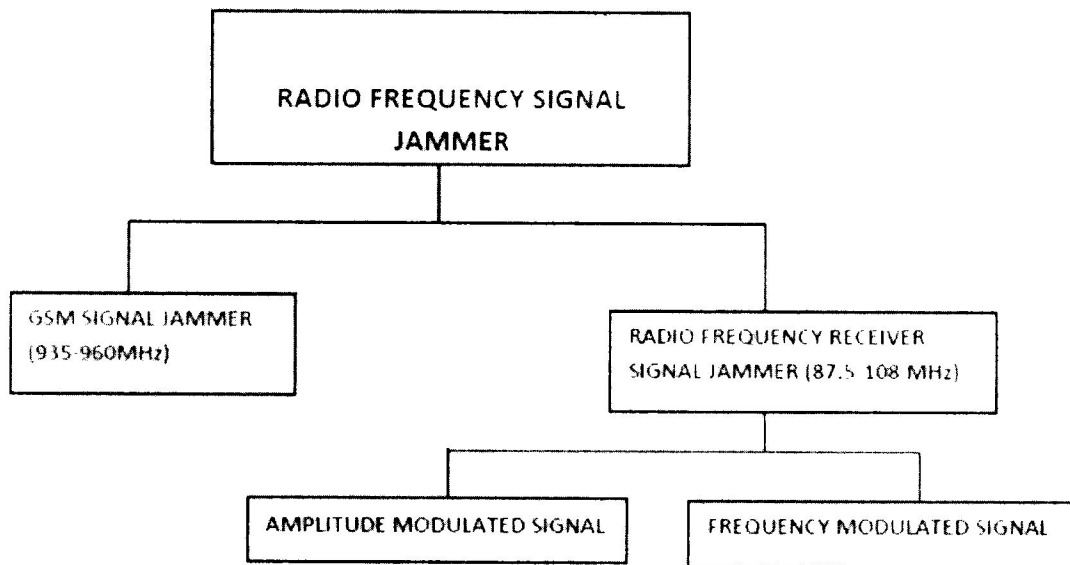 RADIO FREQUENCY SIGNAL
JAMMER
GSM SIGNAL JAMMER
(935-960MHz)
RADIO FREQUENCY RECEIVER
SIGNAL JAMMER (87.5-108 MHz)
AMPLITUDE MODULATED SIGNAL
FREQUENCY MODULATED SIGNAL